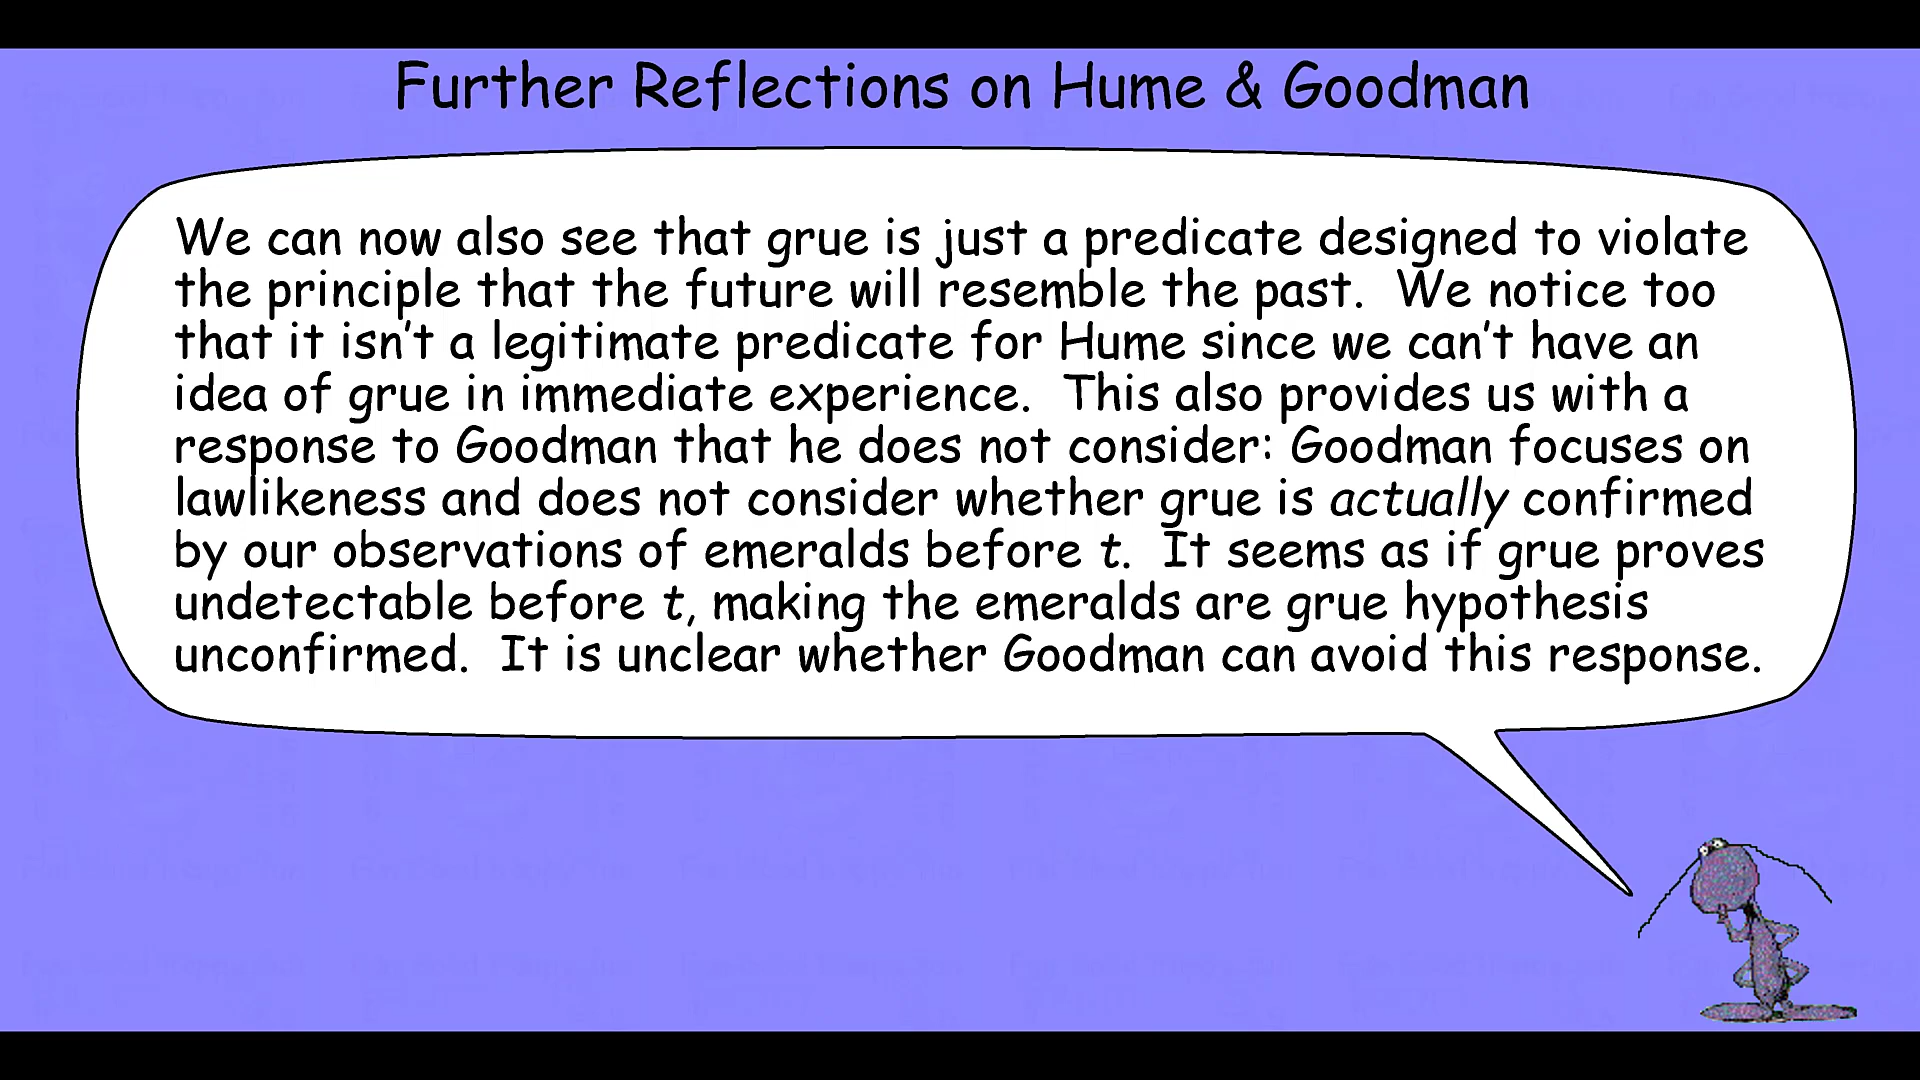 Further Reflections on Hume & Goodman
We can now also see that grue is just a predicate designed to violate
the principle that the future will resemble the past.  We notice too
that it isn’t a legitimate predicate for Hume since we can’t have an
idea of grue in immediate experience.  This also provides us with a
response to Goodman that he does not consider: Goodman focuses on
lawlikeness and does not consider whether grue is actually confirmed
by our observations of emeralds before t.  It seems as if grue proves
undetectable before t, making the emeralds are grue hypothesis
unconfirmed.  It is unclear whether Goodman can avoid this response.